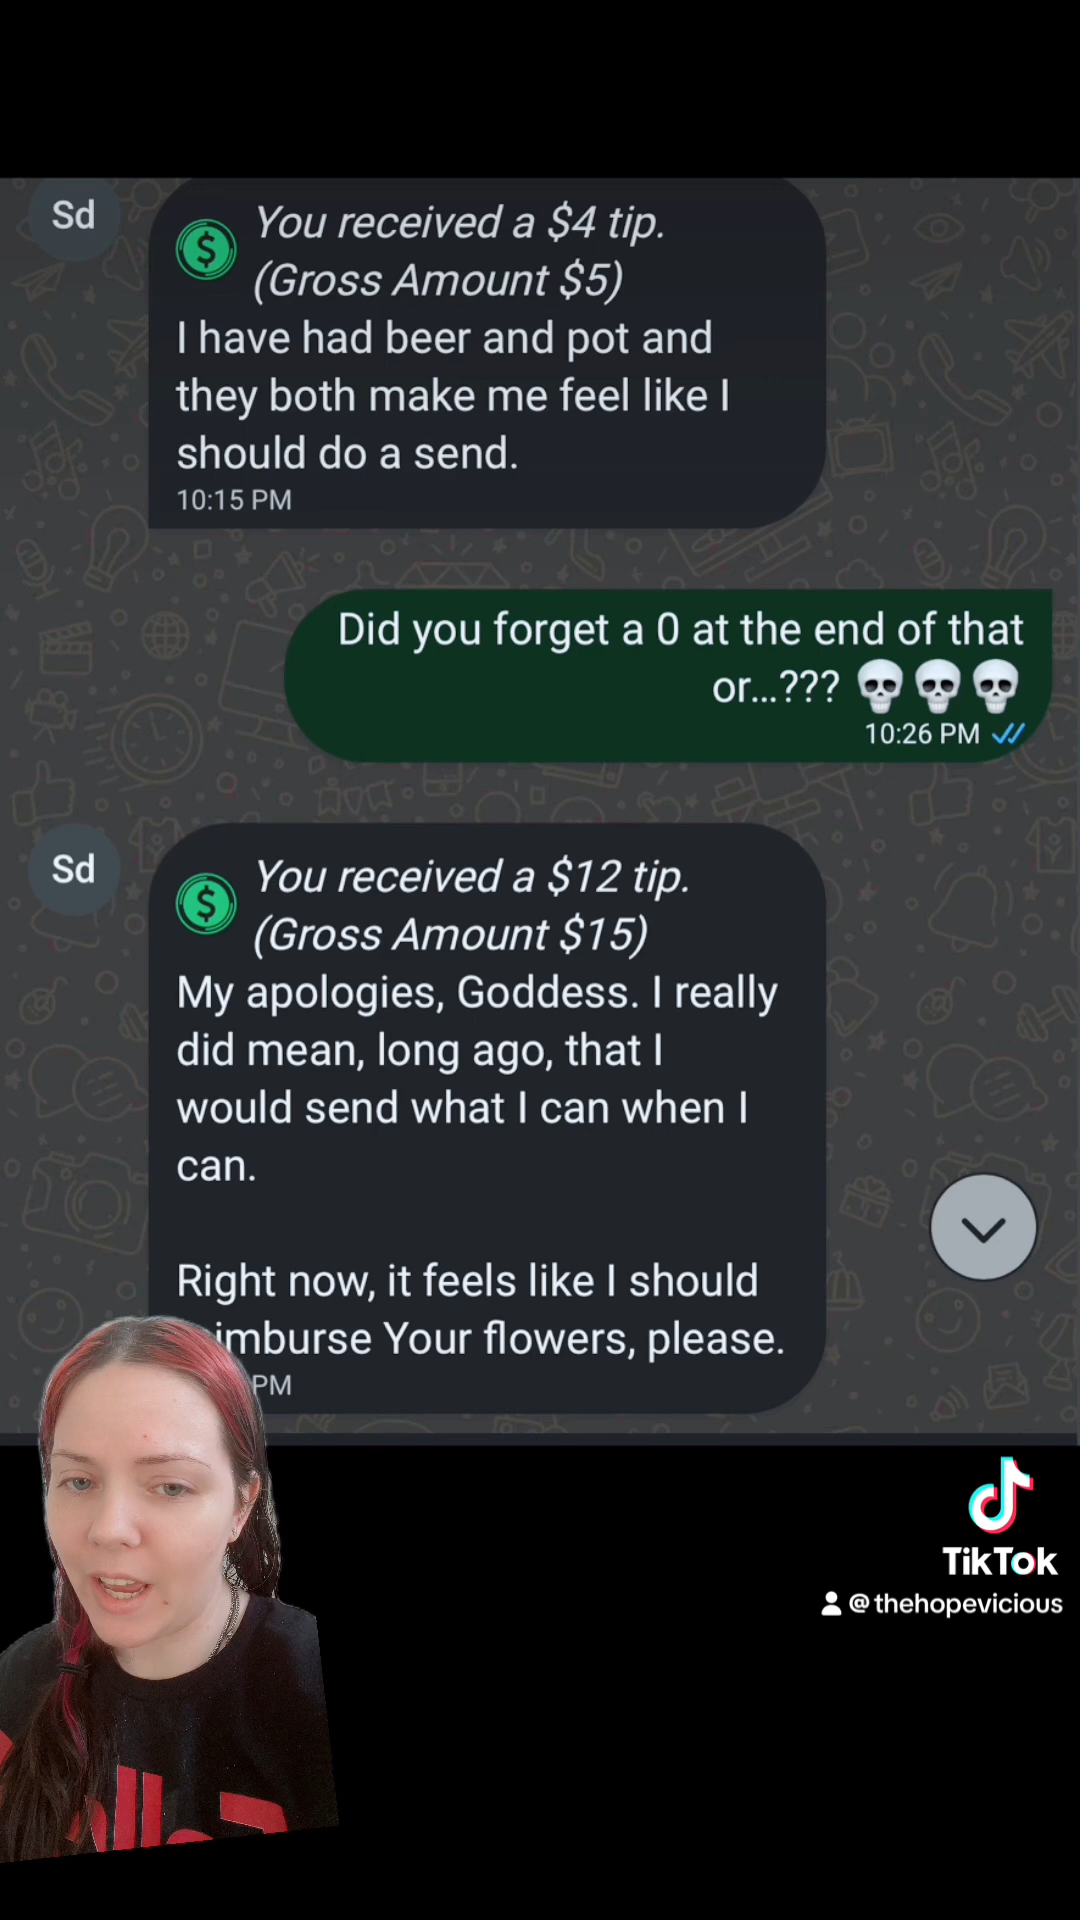 Sd
You received a $4 tip.
(Gross Amount $5)
I have had beer and pot and
they both make me feel like I
should do a send.
10:15 PM
Did you forget a 0 at the end of that
or...??? 💀💀💀
10:26 PM
Sd
You received a $12 tip.
(Gross Amount $15)
My apologies, Goddess. I really
did mean, long ago, that I
would send what I can when I
can.
Right now, it feels like I should
imburse Your flowers, please.
PM
TikTok
@thehopevicious